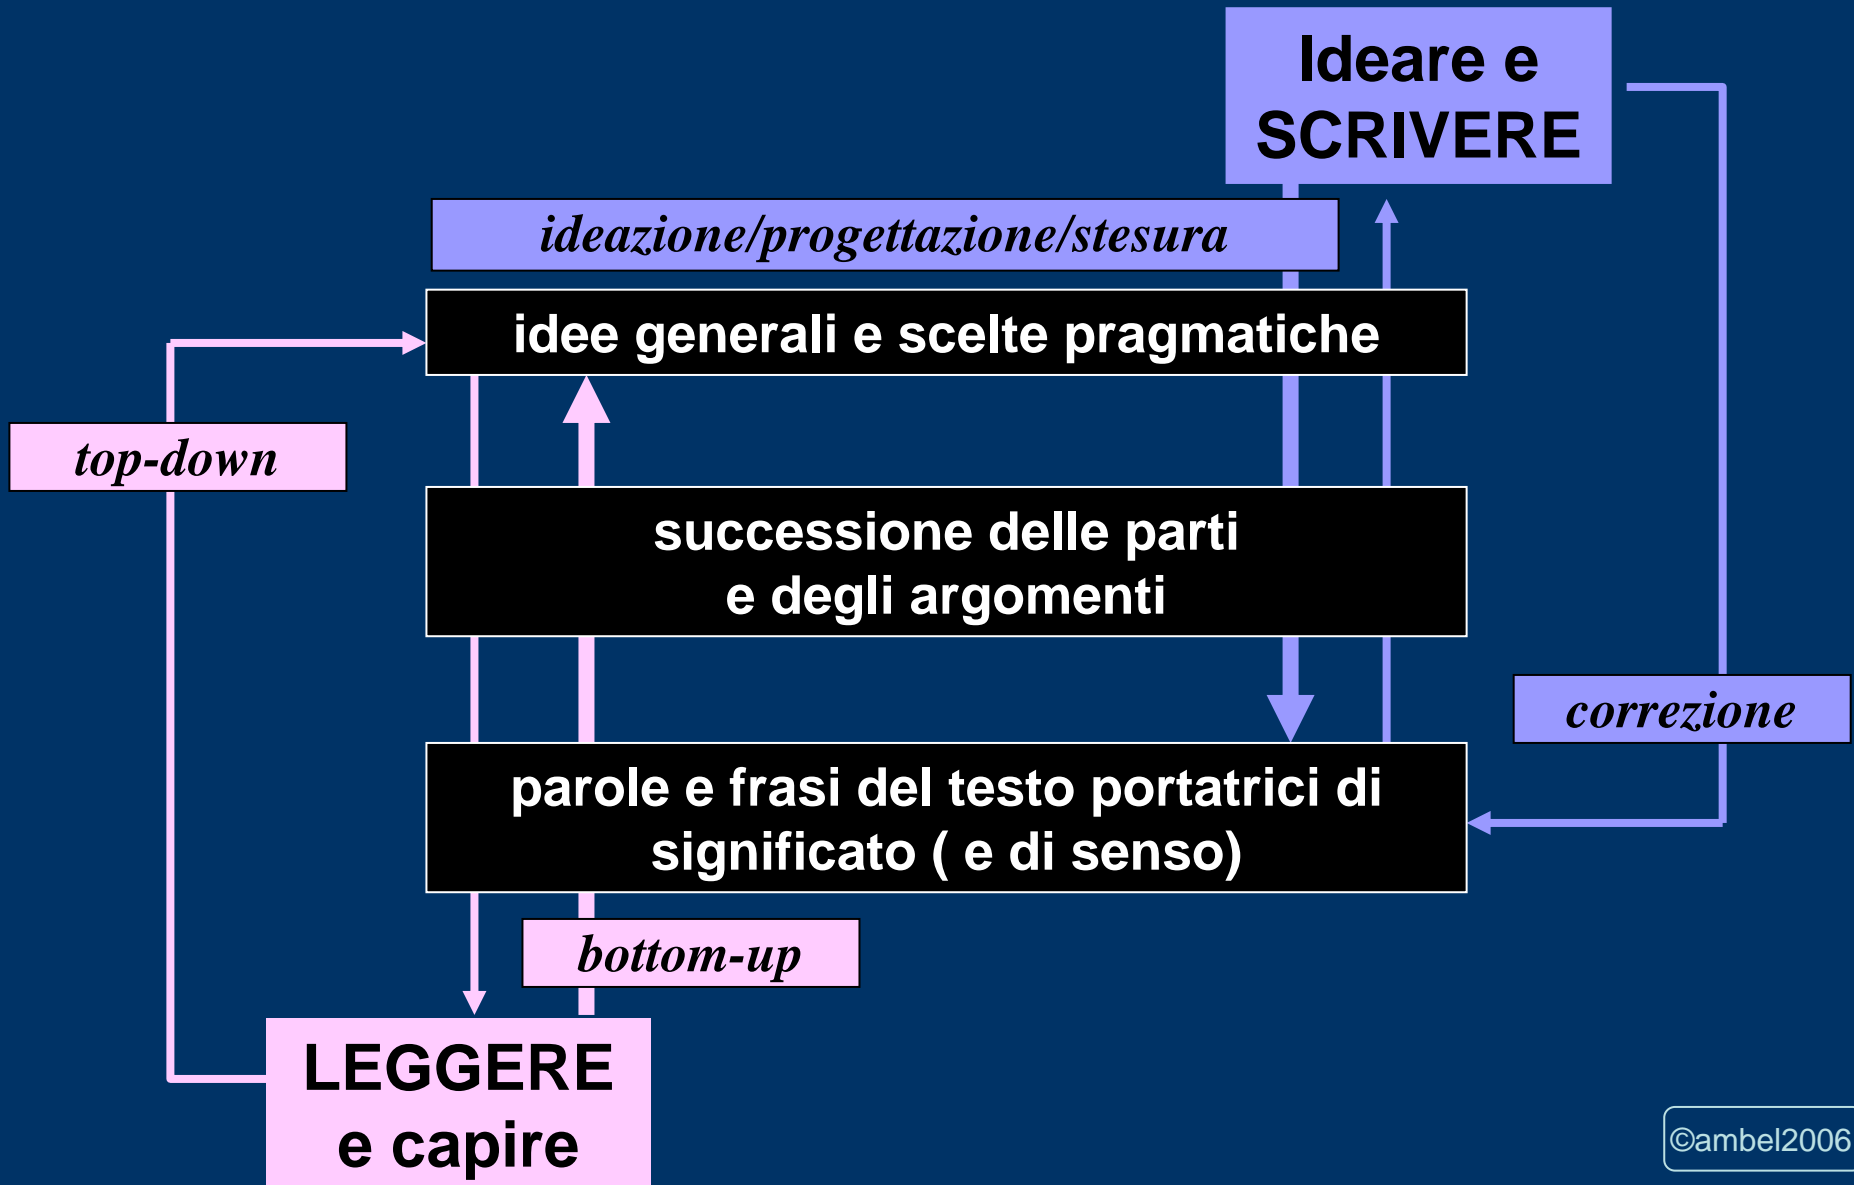 Ideare e
SCRIVERE
ideazione/progettazione/stesura
idee generali e scelte pragmatiche
top-down
successione delle parti
e degli argomenti
correzione
parole e frasi del testo portatrici di
significato ( e di senso)
bottom-up
LEGGERE
e capire
©ambel2006